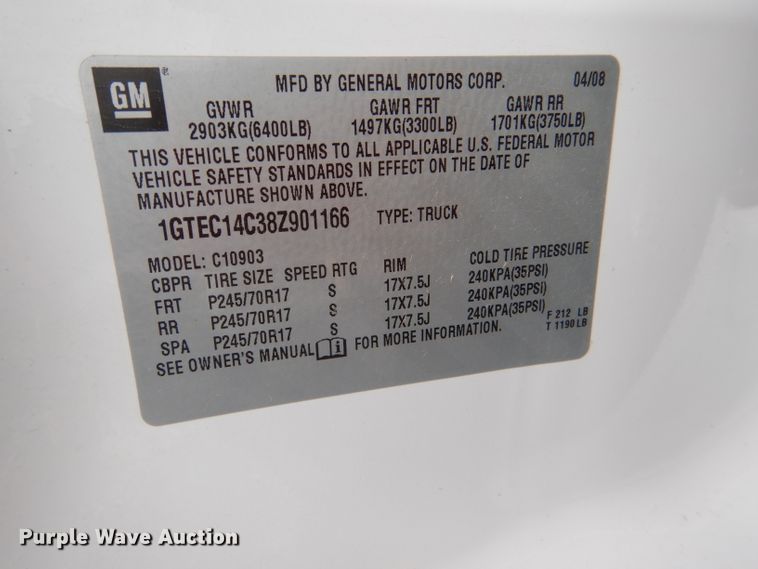 GM
MFD BY GENERAL MOTORS CORP. 04/08
GVWR GAWR FRT GAWR RR
2903KG(6400LB) 1497KG(3300LB) 1701KG(3750LB)
THIS VEHICLE CONFORMS TO ALL APPLICABLE U.S. FEDERAL MOTOR
VEHICLE SAFETY STANDARDS IN EFFECT ON THE DATE OF
MANUFACTURE SHOWN ABOVE.
1GTEC14C38Z901166 TYPE: TRUCK
MODEL: C10903
CBPR TIRE SIZE SPEED RTG RIM COLD TIRE PRESSURE
FRT P245/70R17 S 17X7.5J 240KPA(35PSI)
RR P245/70R17 S 17X7.5J 240KPA(35PSI)
SPA P245/70R17 S 17X7.5J 240KPA(35PSI) F 212 LB
T 1190 LB
SEE OWNER'S MANUAL i FOR MORE INFORMATION.
Purple Wave Auction